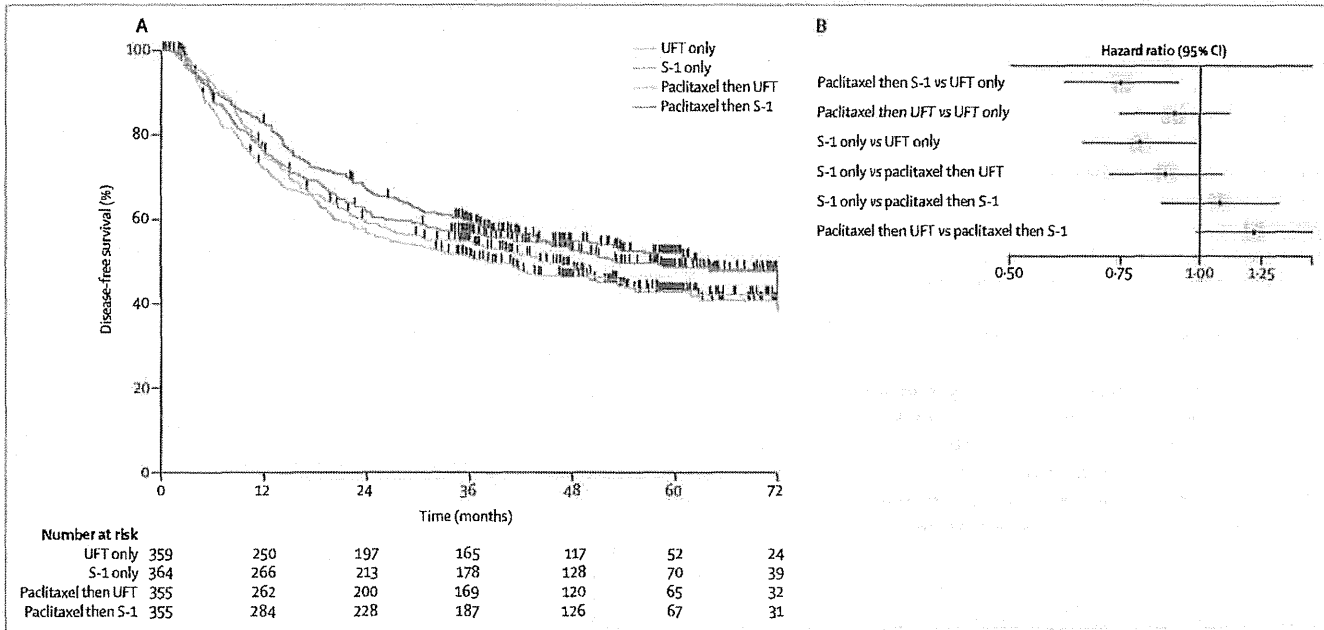 A
100
80
60
40
20
0
Disease-free survival (%)
UFT only
S-1 only
Paclitaxel then UFT
Paclitaxel then S-1
0 12 24 36 48 60 72
Time (months)
Number at risk
UFT only 359 250 197 165 117 52 24
S-1 only 364 266 213 178 128 70 39
Paclitaxel then UFT 355 262 200 169 120 65 32
Paclitaxel then S-1 355 284 228 187 126 67 31
B
Hazard ratio (95% CI)
Paclitaxel then S-1 vs UFT only
Paclitaxel then UFT vs UFT only
S-1 only vs UFT only
S-1 only vs paclitaxel then UFT
S-1 only vs paclitaxel then S-1
Paclitaxel then UFT vs paclitaxel then S-1
0·50 0·75 1·00 1·25